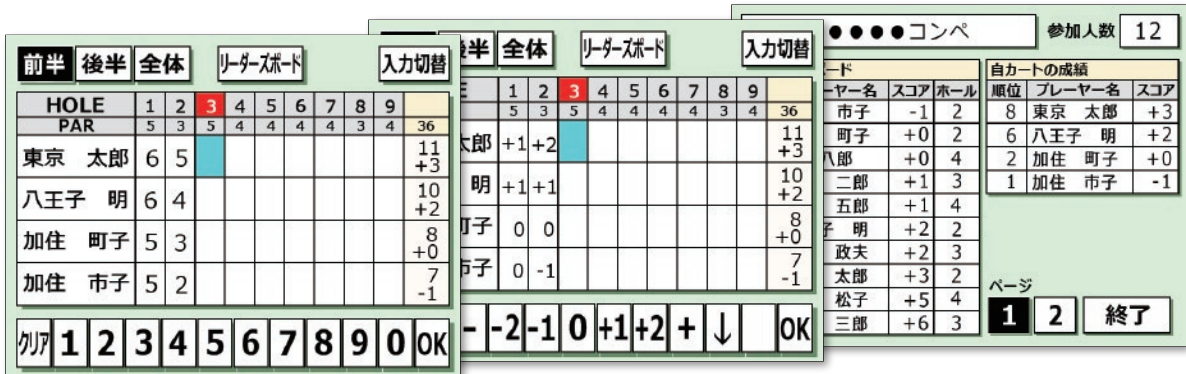 前半 後半 全体 リーダーズボード 入力切替
HOLE 1 2 3 4 5 6 7 8 9
PAR 5 3 5 4 4 4 4 3 4 36
東京 太郎 6 5 11 +3
八王子 明 6 4 10 +2
加住 町子 5 3 8 +0
加住 市子 5 2 7 -1
クリア 1 2 3 4 5 6 7 8 9 0 OK
半 全体 リーダーズボード 入力切替
1 2 3 4 5 6 7 8 9
5 3 5 4 4 4 4 3 4 36
太郎 +1 +2 11 +3
明 +1 +1 10 +2
町子 0 0 8 +0
市子 0 -1 7 -1
- -2 -1 0 +1 +2 + ↓ OK
●●●●コンペ 参加人数 12
ード
ーヤー名 スコア ホール
市子 -1 2
町子 +0 2
八郎 +0 4
二郎 +1 3
五郎 +1 4
明 +2 2
政夫 +2 3
太郎 +3 2
松子 +5 4
三郎 +6 3
自カートの成績
順位 プレーヤー名 スコア
8 東京 太郎 +3
6 八王子 明 +2
2 加住 町子 +0
1 加住 市子 -1
ページ
1 2 終了